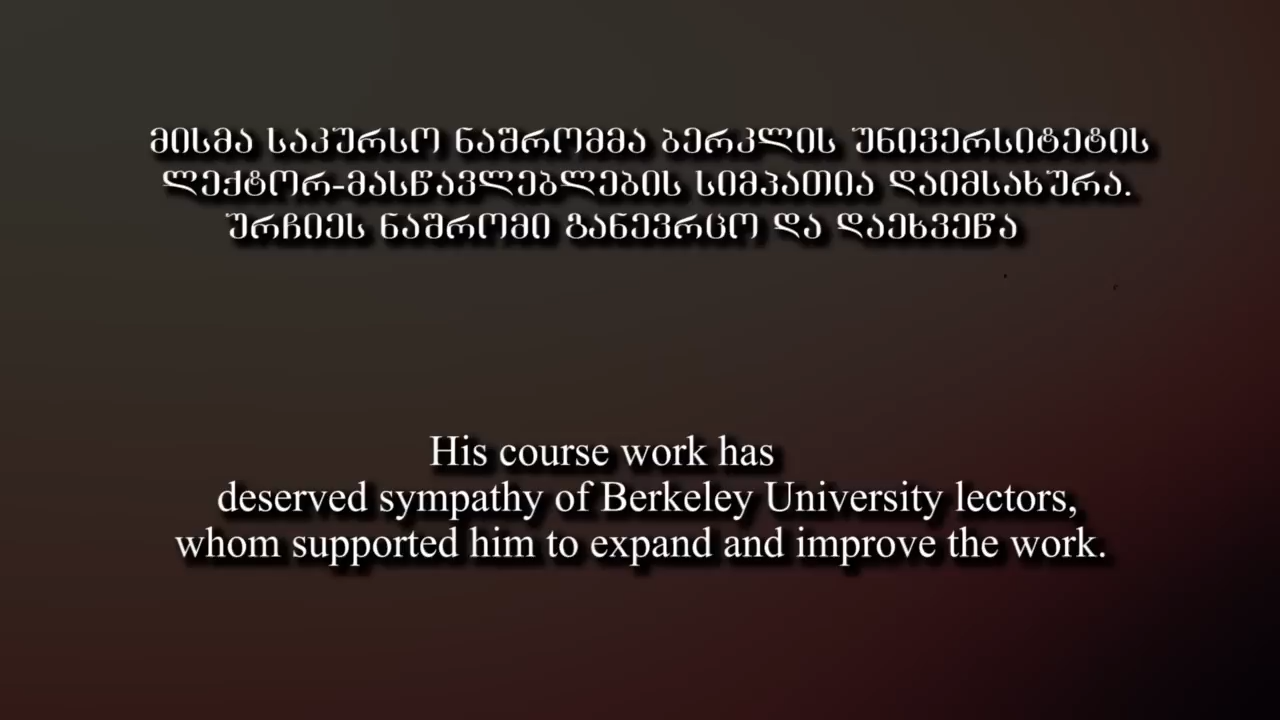 მისმა საკურსო ნაშრომმა ბერკლის უნივერსიტეტის
ლექტორ-მასწავლებლების სიმპათია დაიმსახურა.
ურჩიეს ნაშრომი განევრცო და დაეხვეწა
His course work has
deserved sympathy of Berkeley University lectors,
whom supported him to expand and improve the work.